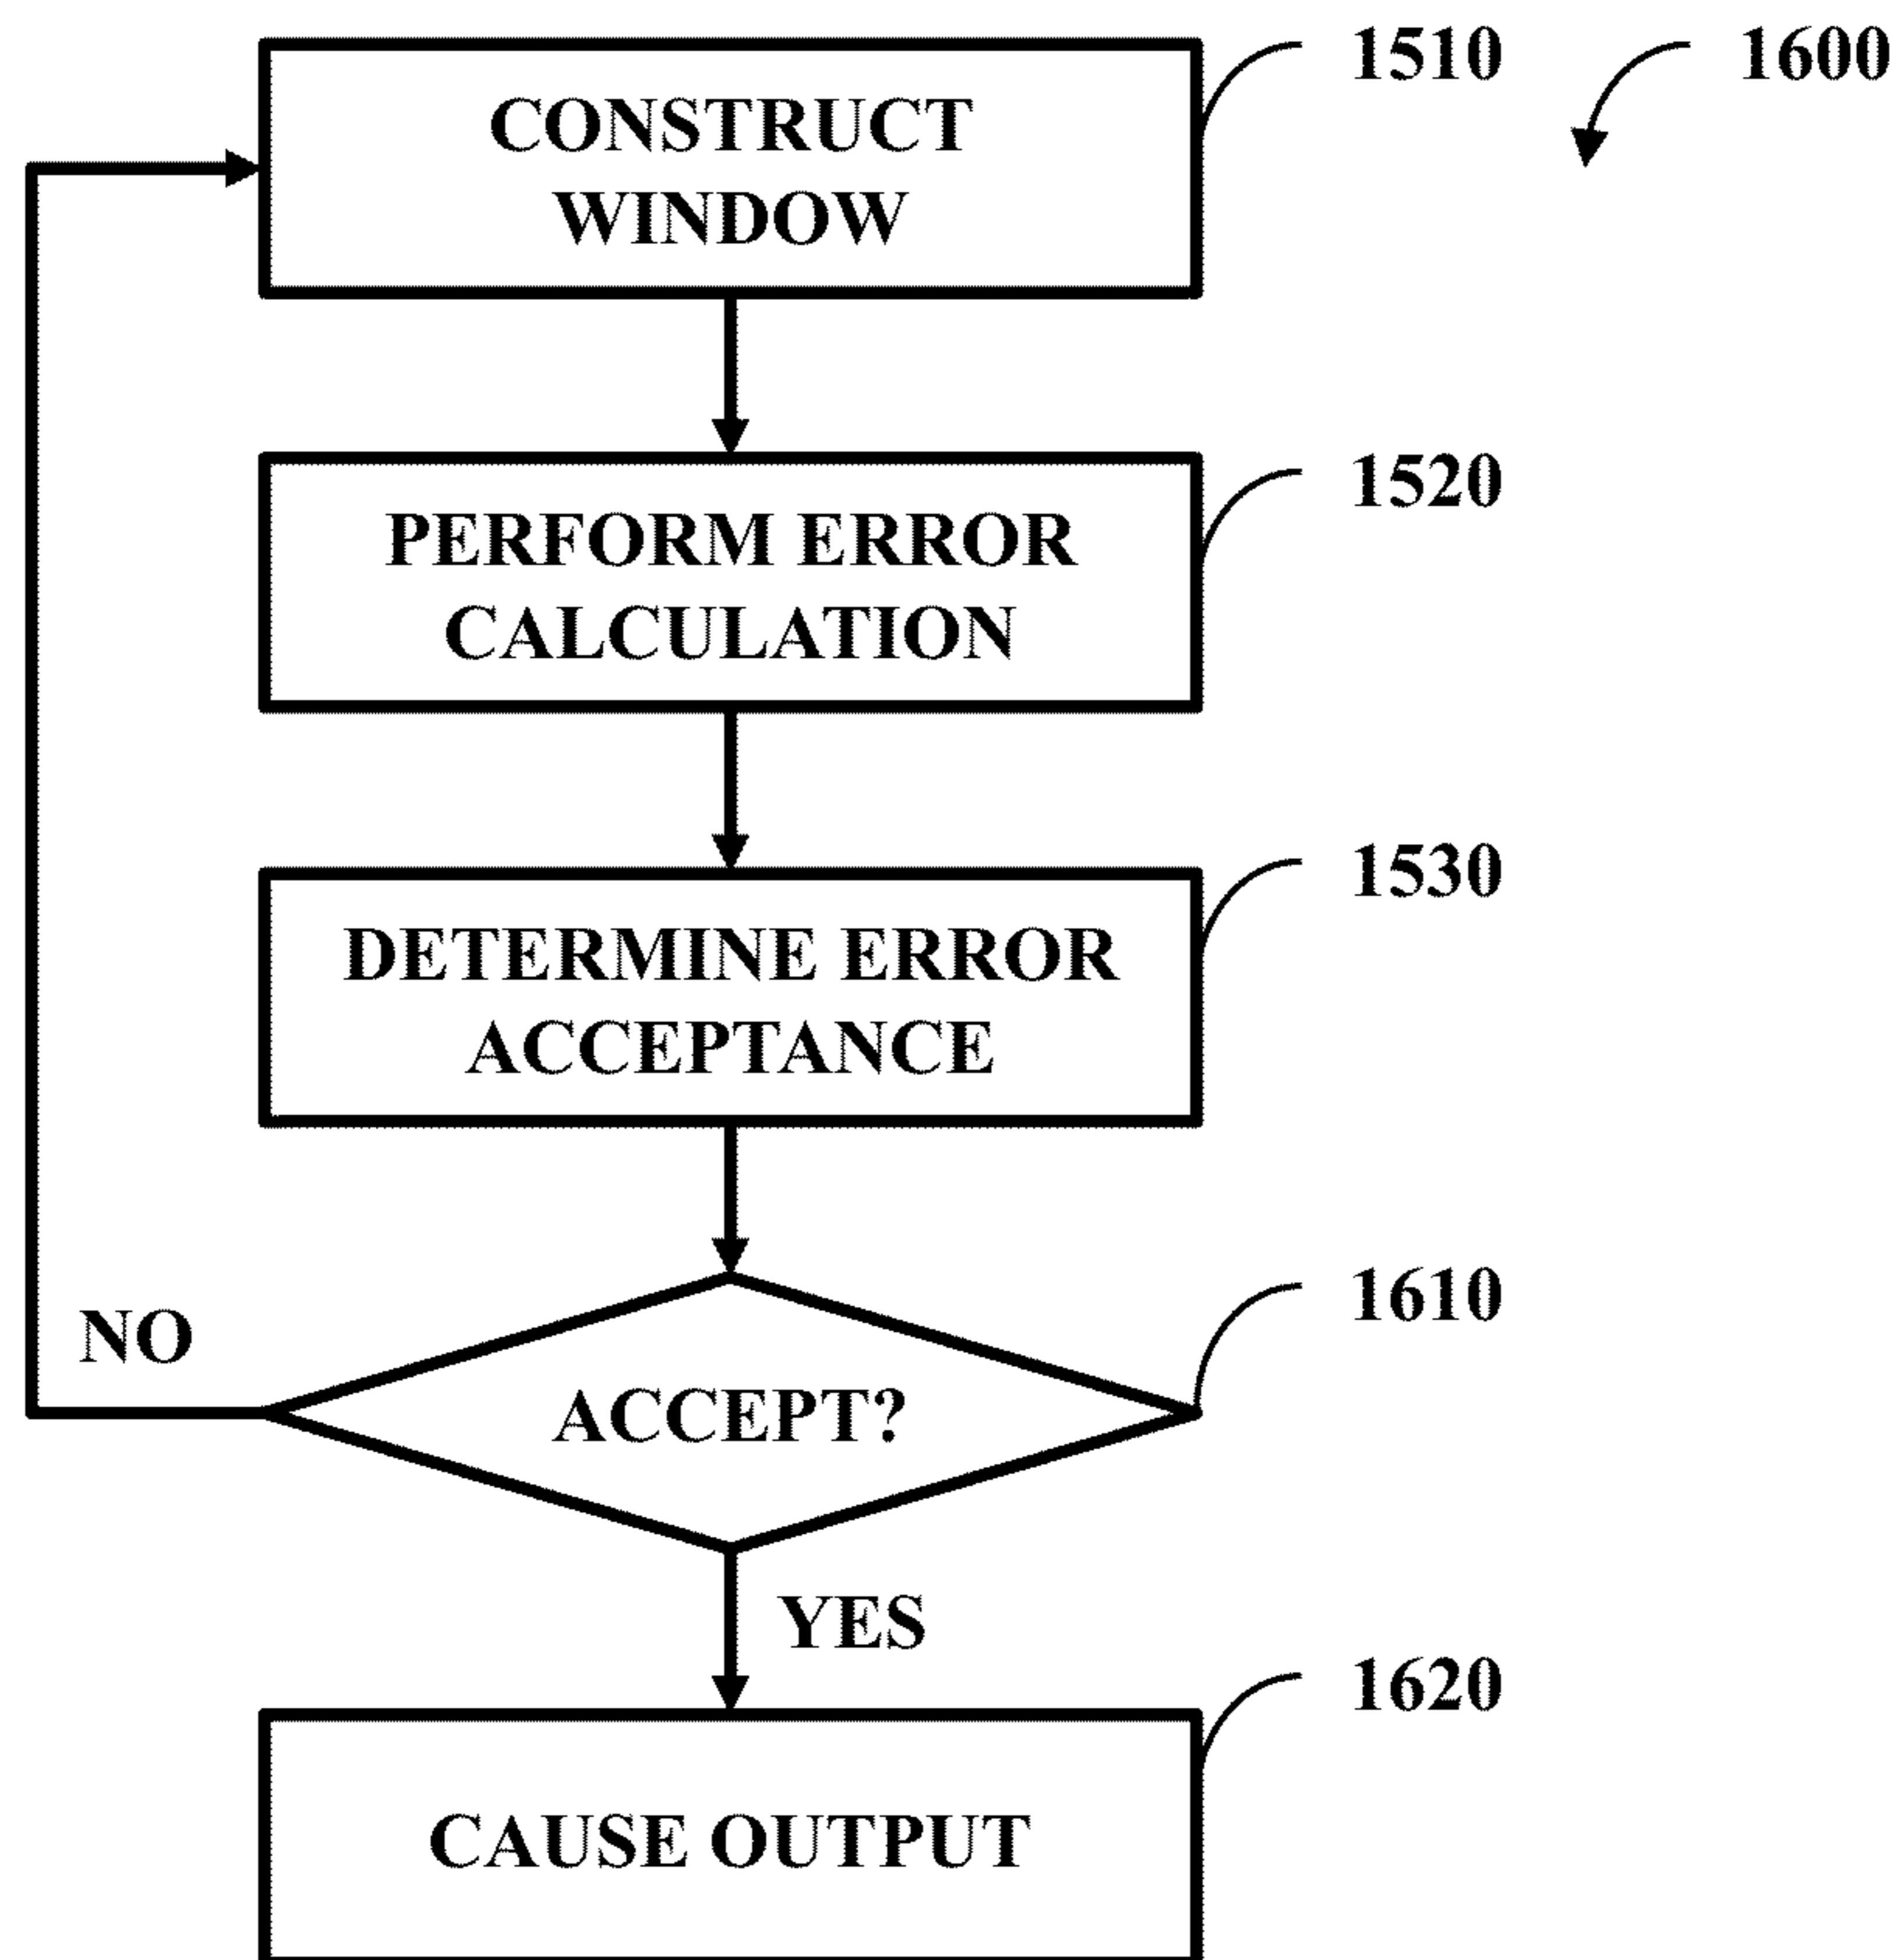 1510
1600
CONSTRUCT
WINDOW
1520
PERFORM ERROR
CALCULATION
1530
DETERMINE ERROR
ACCEPTANCE
1610
NO
ACCEPT?
YES
1620
CAUSE OUTPUT